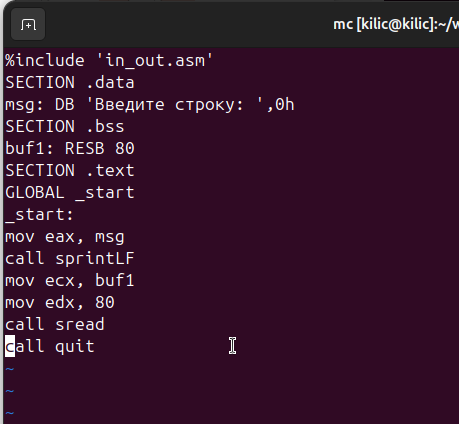 mc [kilic@kilic]:~/w
%include 'in_out.asm'
SECTION .data
msg: DB 'Введите строку: ',0h
SECTION .bss
buf1: RESB 80
SECTION .text
GLOBAL _start
_start:
mov eax, msg
call sprintLF
mov ecx, buf1
mov edx, 80
call sread
call quit
~
~
~